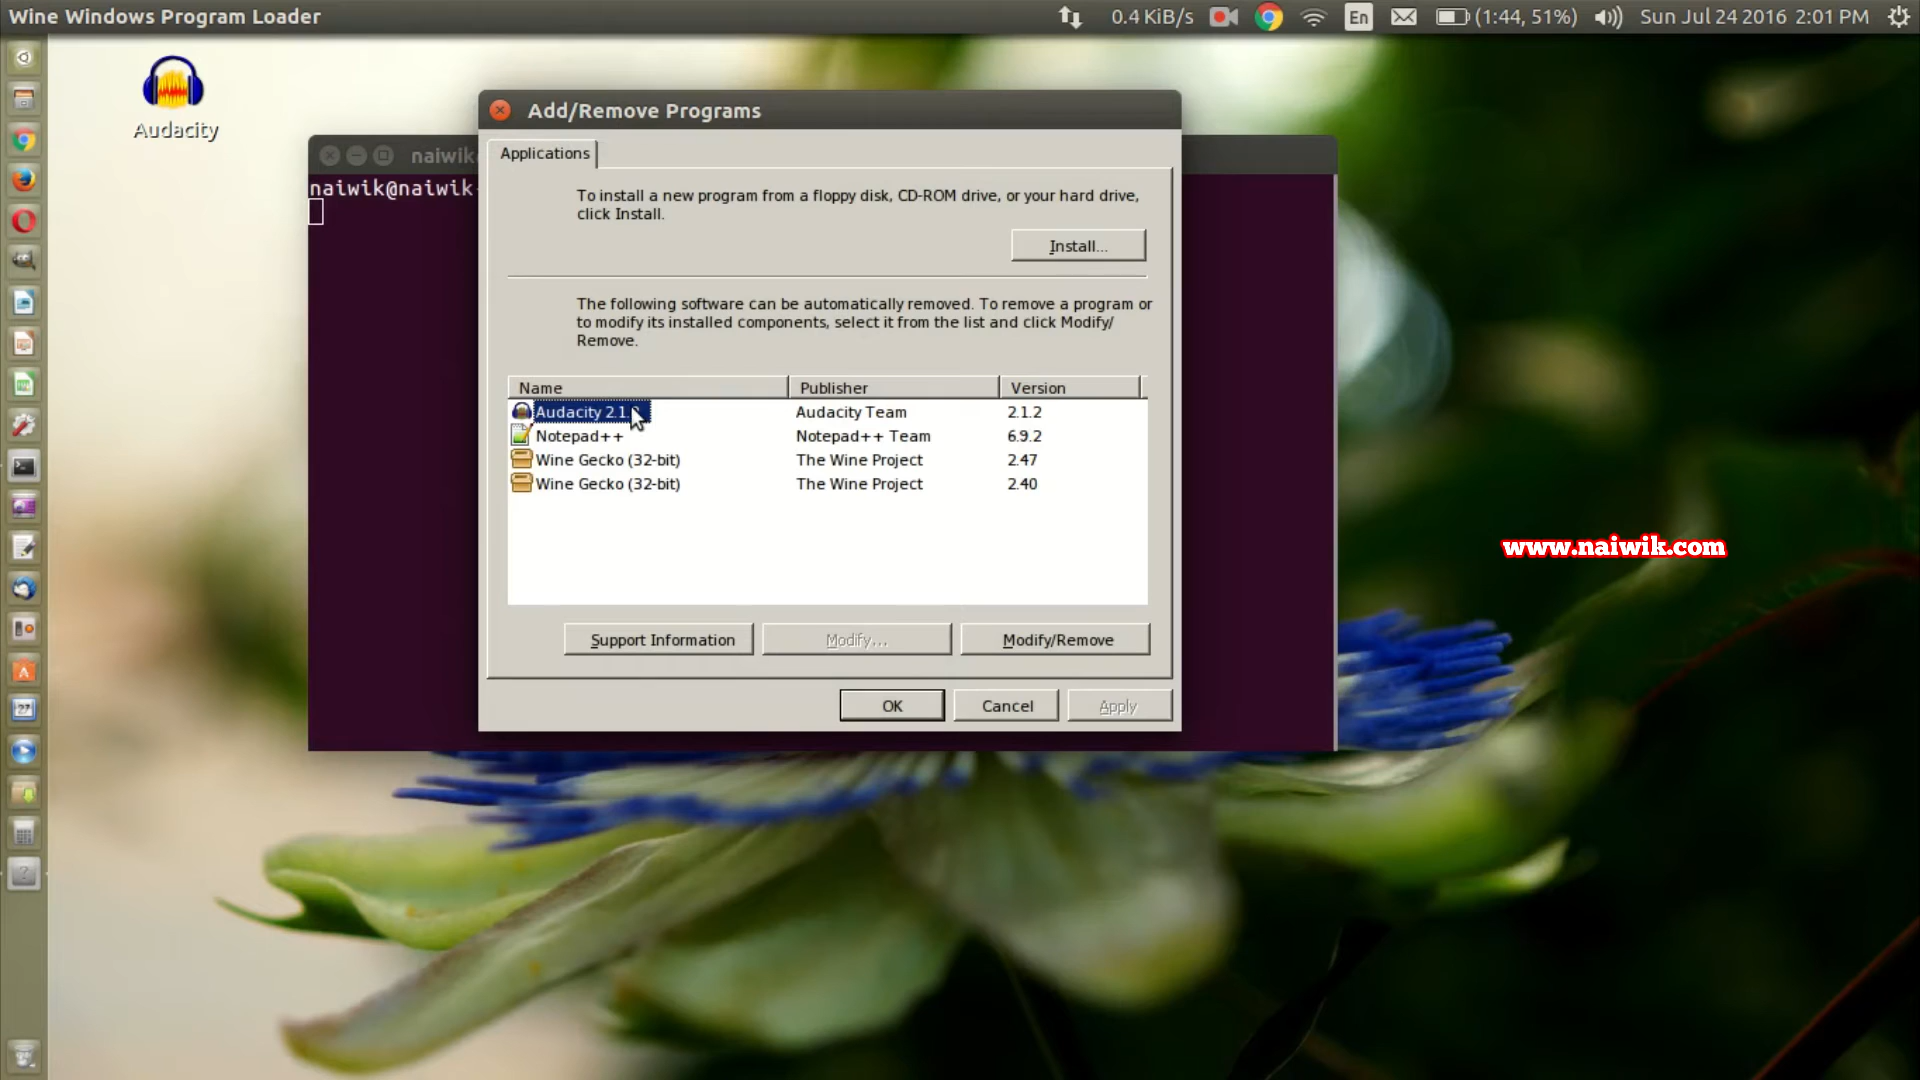 Wine Windows Program Loader
0.4 KiB/s
En
(1:44, 51%)
Sun Jul 24 2016 2:01 PM
Audacity
Add/Remove Programs
naiwik
Applications
naiwik@naiwik
To install a new program from a floppy disk, CD-ROM drive, or your hard drive,
click Install.
Install...
The following software can be automatically removed. To remove a program or
to modify its installed components, select it from the list and click Modify/
Remove.
Name Publisher Version
Audacity 2.1. Audacity Team 2.1.2
Notepad++ Notepad++ Team 6.9.2
Wine Gecko (32-bit) The Wine Project 2.47
Wine Gecko (32-bit) The Wine Project 2.40
www.naiwik.com
Support Information
Modify...
Modify/Remove
OK
Cancel
Apply
27